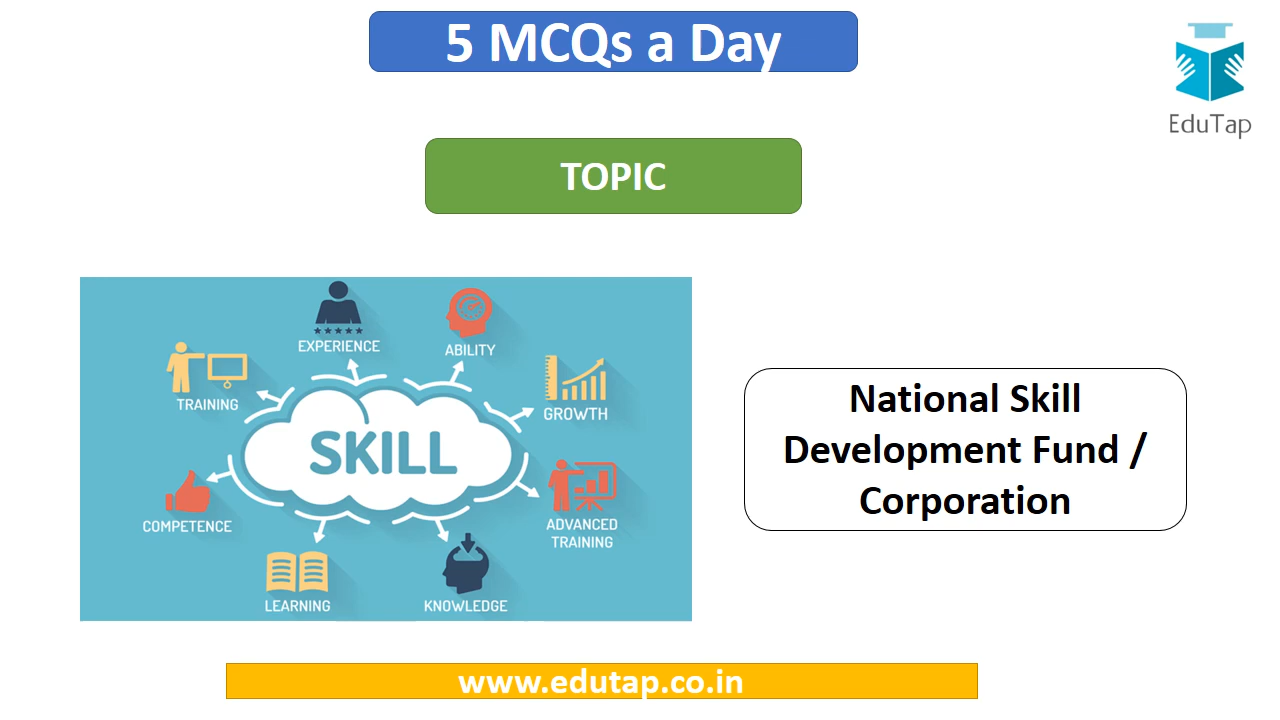 5 MCQs a Day
EduTap
TOPIC
EXPERIENCE
ABILITY
TRAINING
GROWTH
SKILL
COMPETENCE
ADVANCED
TRAINING
LEARNING
KNOWLEDGE
National Skill
Development Fund /
Corporation
www.edutap.co.in